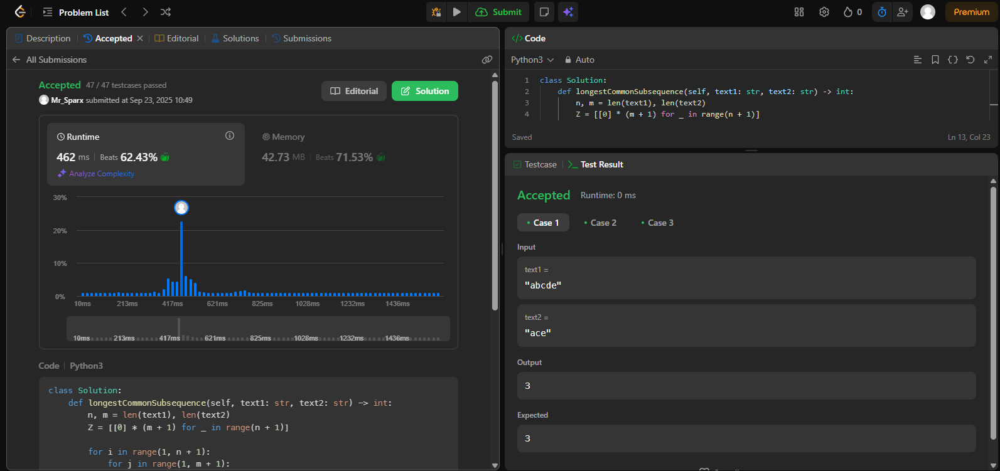 Problem List
Submit
0
Premium
Description
Accepted
Editorial
Solutions
Submissions
All Submissions
Accepted 47 / 47 testcases passed
Mr_Sparx submitted at Sep 23, 2025 10:49
Editorial
Solution
Runtime
462 ms Beats 62.43%
Analyze Complexity
Memory
42.73 MB Beats 71.53%
30%
20%
10%
0%
10ms 213ms 417ms 621ms 825ms 1028ms 1232ms 1436ms
10ms 213ms 417ms 621ms 825ms 1028ms 1232ms 1436ms
Code Python3
class Solution:
    def longestCommonSubsequence(self, text1: str, text2: str) -> int:
        n, m = len(text1), len(text2)
        Z = [[0] * (m + 1) for _ in range(n + 1)]
        for i in range(1, n + 1):
            for j in range(1, m + 1):
</> Code
Python3 Auto
1 class Solution:
2     def longestCommonSubsequence(self, text1: str, text2: str) -> int:
3         n, m = len(text1), len(text2)
4         Z = [[0] * (m + 1) for _ in range(n + 1)]
Saved
Ln 13, Col 23
Testcase
>_ Test Result
Accepted Runtime: 0 ms
Case 1
Case 2
Case 3
Input
text1 =
"abcde"
text2 =
"ace"
Output
3
Expected
3